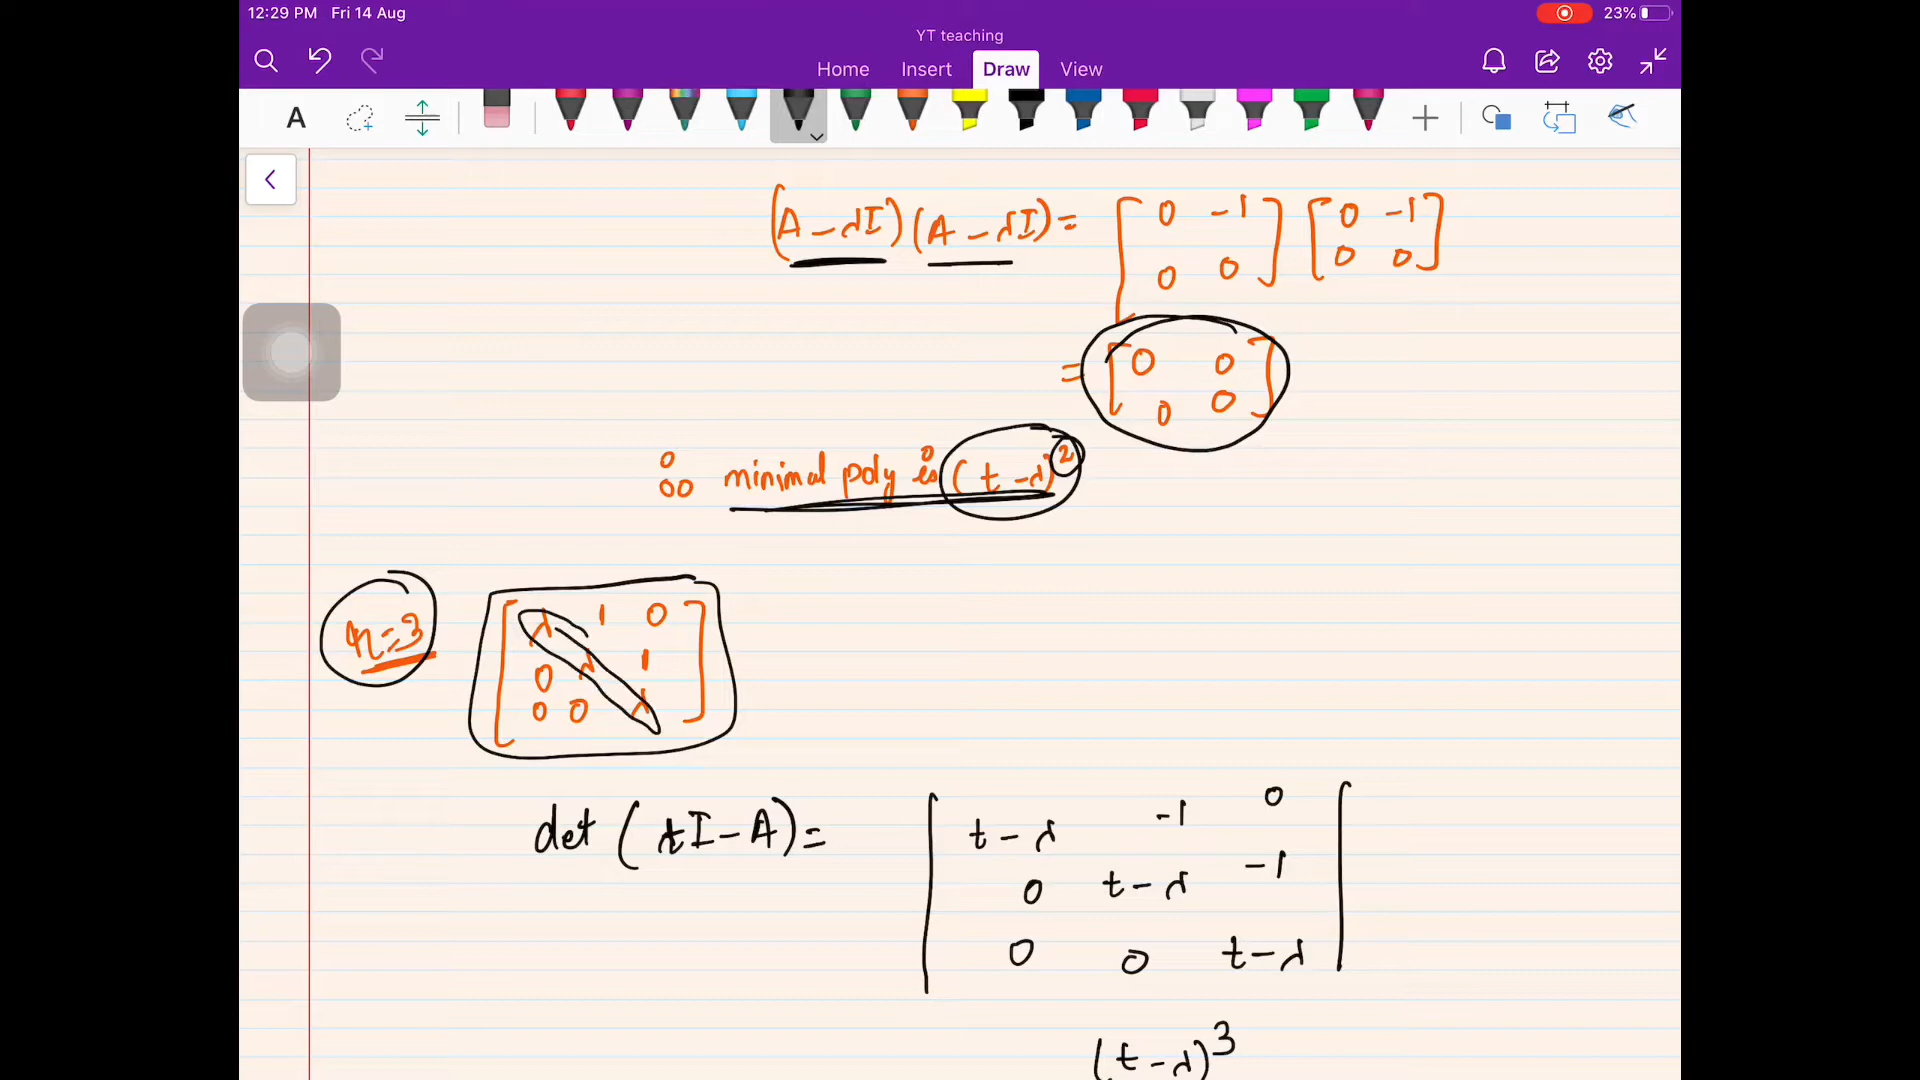 12:29 PM Fri 14 Aug
23%
YT teaching
Home Insert Draw View
A
(A-λI)(A-λI)= [0 -1 [0 -1
0 0] 0 0]
= [0 0
0 0]
∴ minimal poly is (t-λ)²
n=3
[λ 1 0
0 λ 1
0 0 λ]
det (tI-A)= | t-λ -1 0
0 t-λ -1
0 0 t-λ |
(t-λ)³